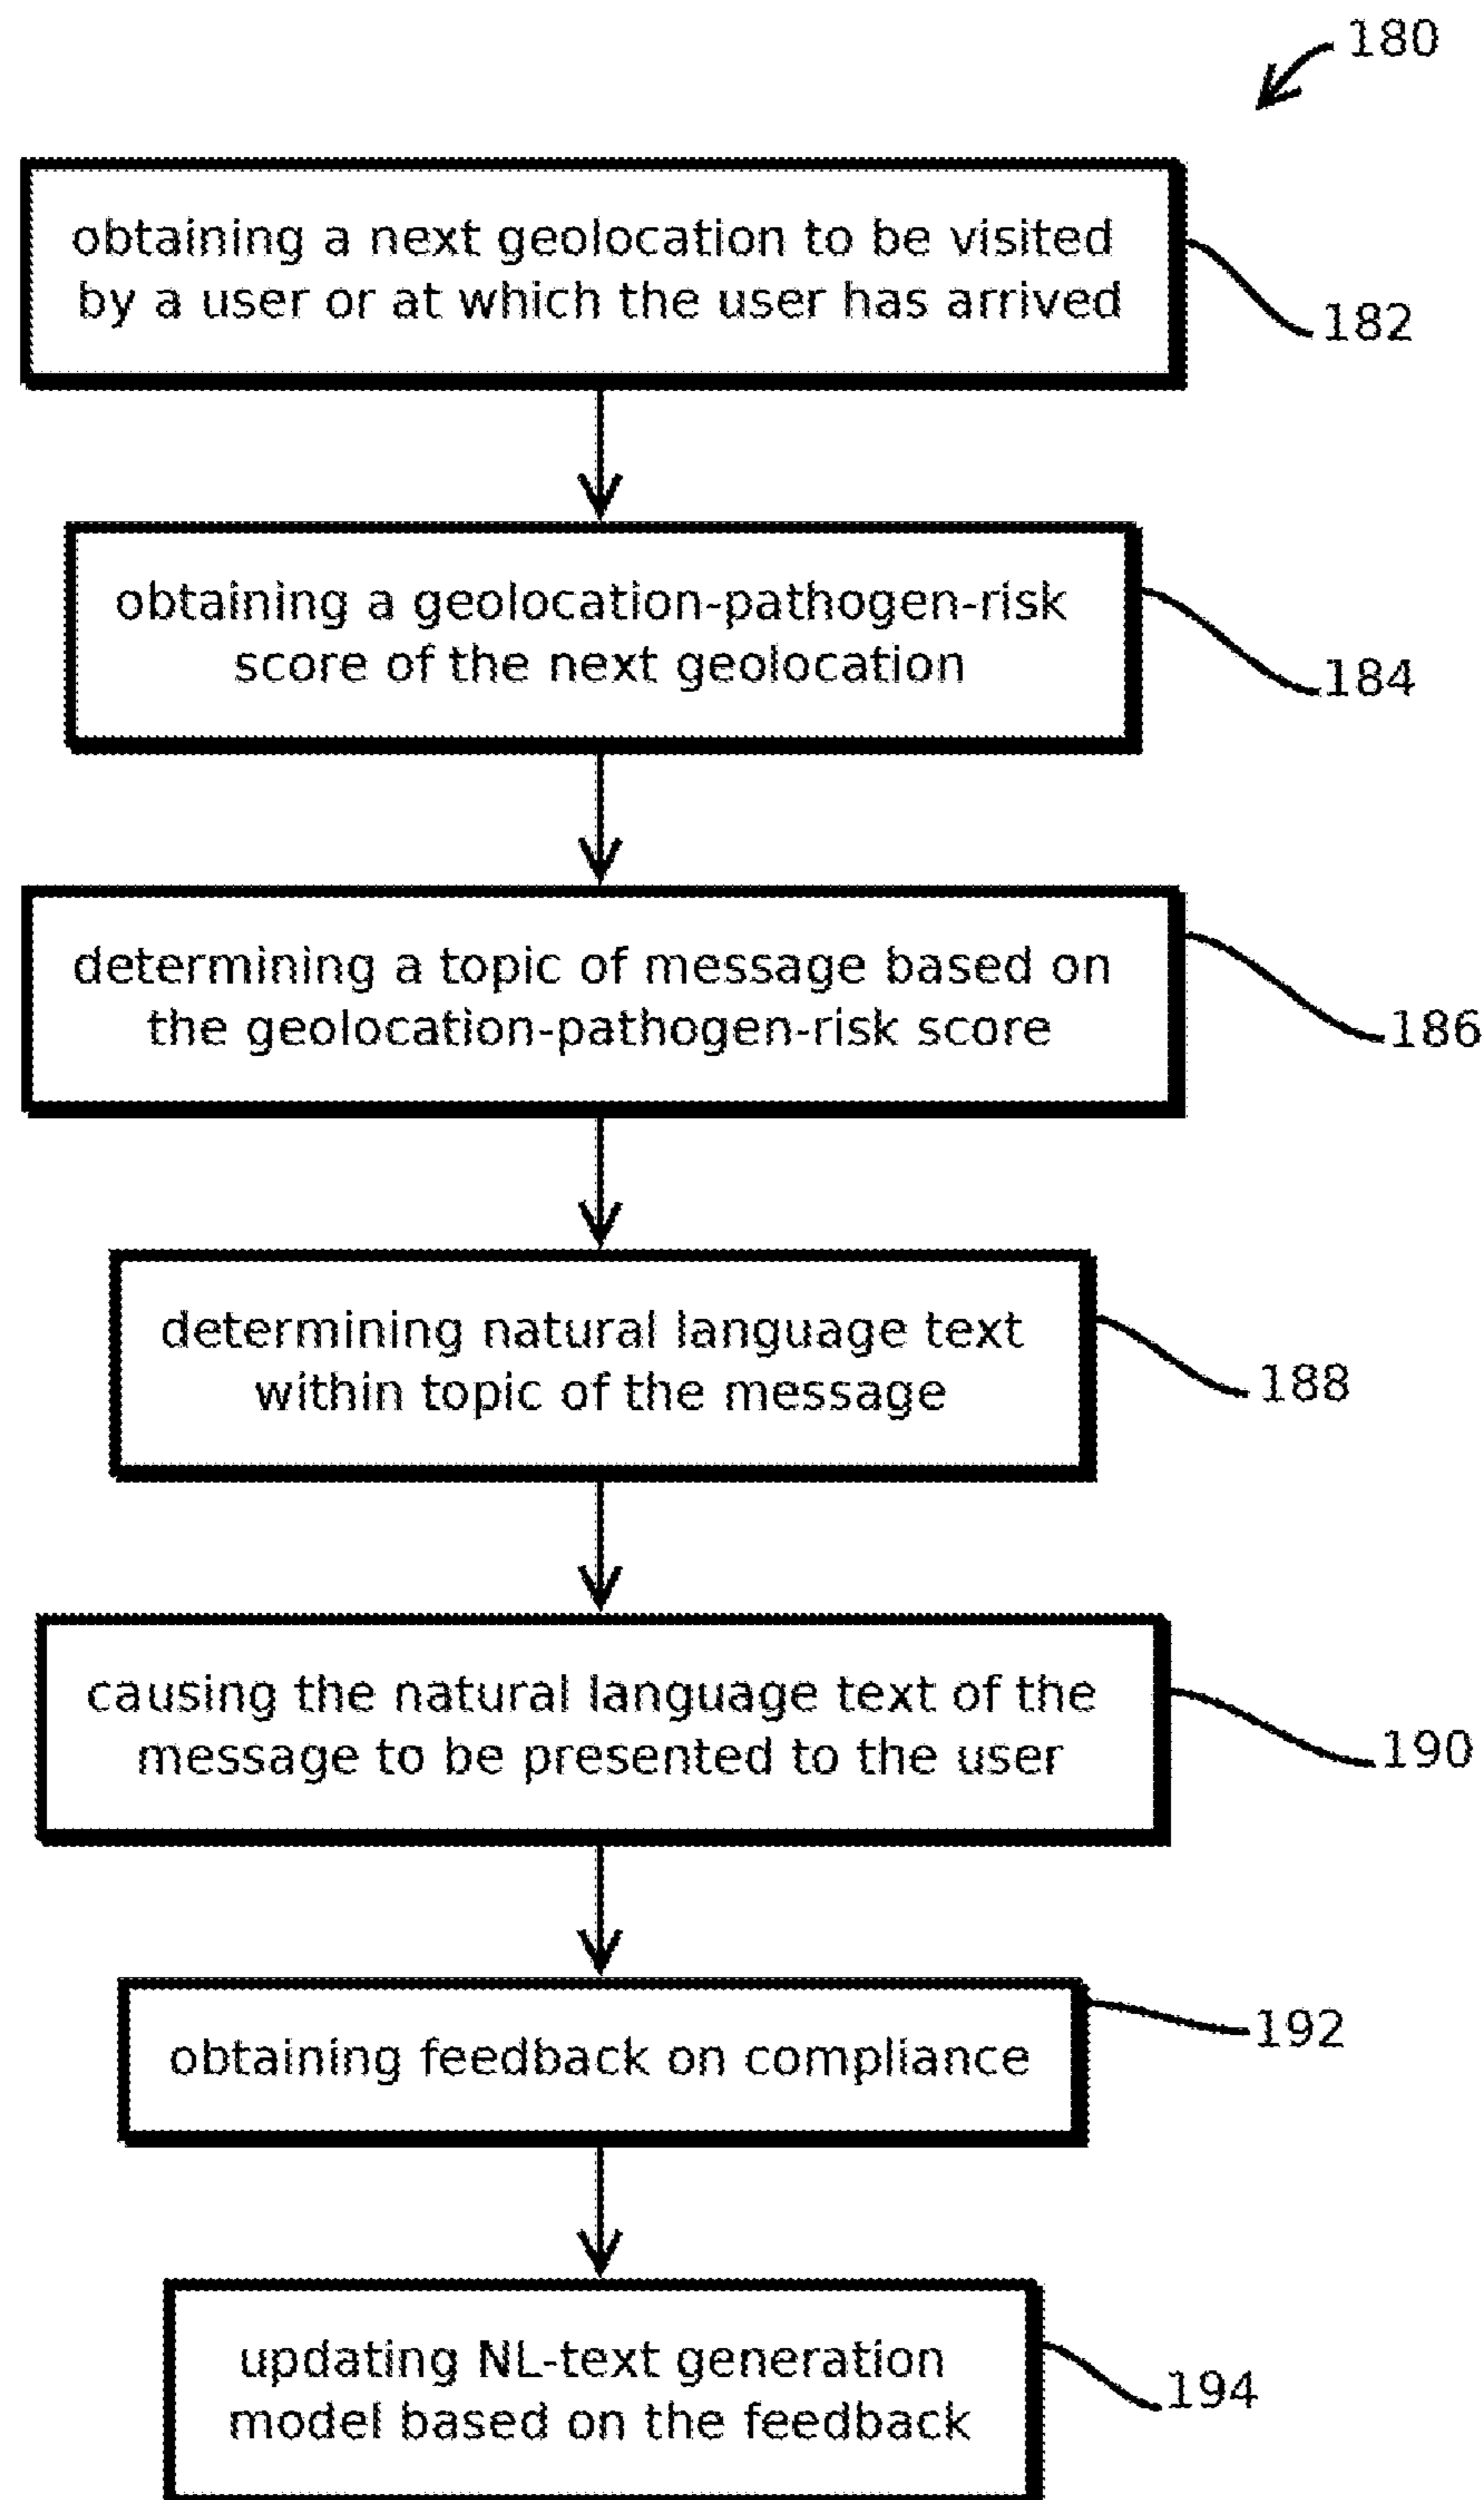 180
obtaining a next geolocation to be visited
by a user or at which the user has arrived
182
obtaining a geolocation-pathogen-risk
score of the next geolocation
184
determining a topic of message based on
the geolocation-pathogen-risk score
186
determining natural language text
within topic of the message
188
causing the natural language text of the
message to be presented to the user
190
obtaining feedback on compliance
192
updating NL-text generation
model based on the feedback
194